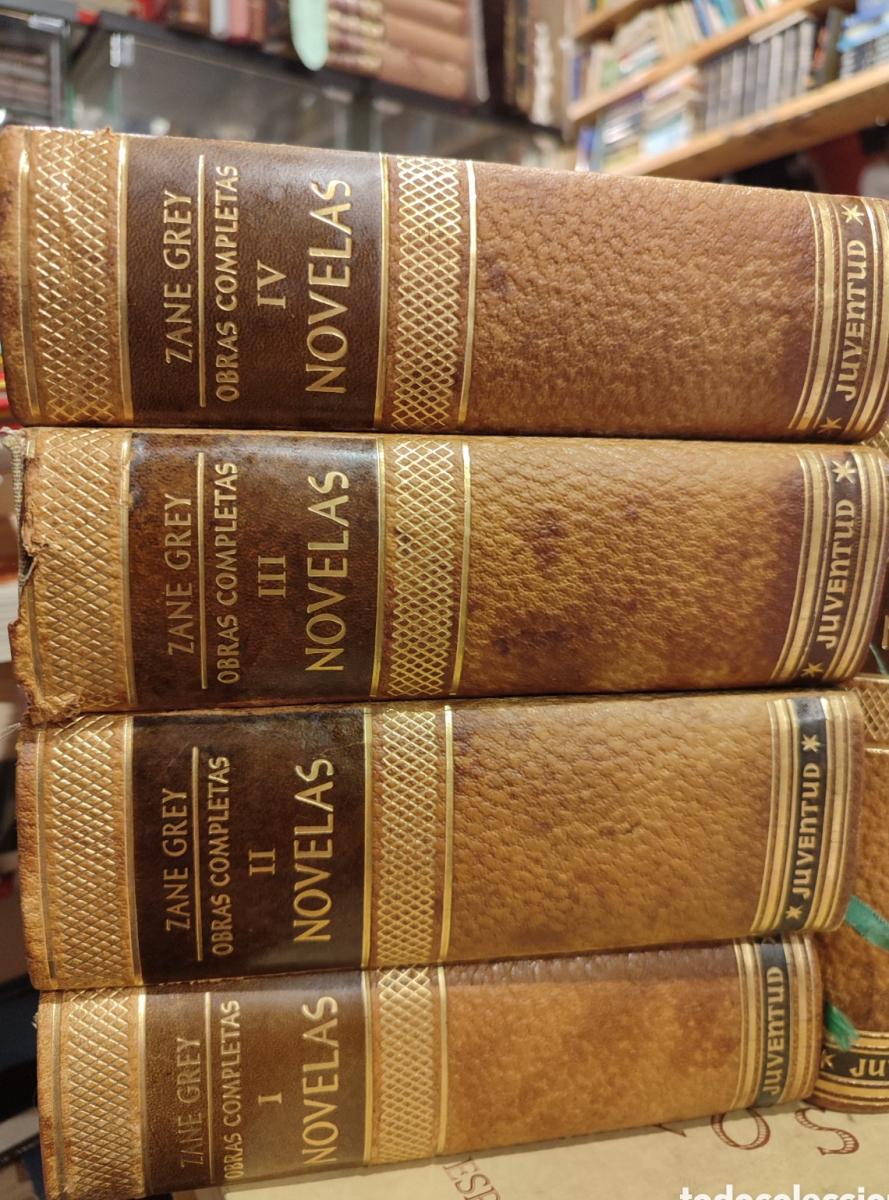 ZANE GREY
OBRAS COMPLETAS
IV
NOVELAS
JUVENTUD
ZANE GREY
OBRAS COMPLETAS
III
NOVELAS
JUVENTUD
ZANE GREY
OBRAS COMPLETAS
II
NOVELAS
JUVENTUD
ZANE GREY
OBRAS COMPLETAS
I
NOVELAS
JUVENTUD